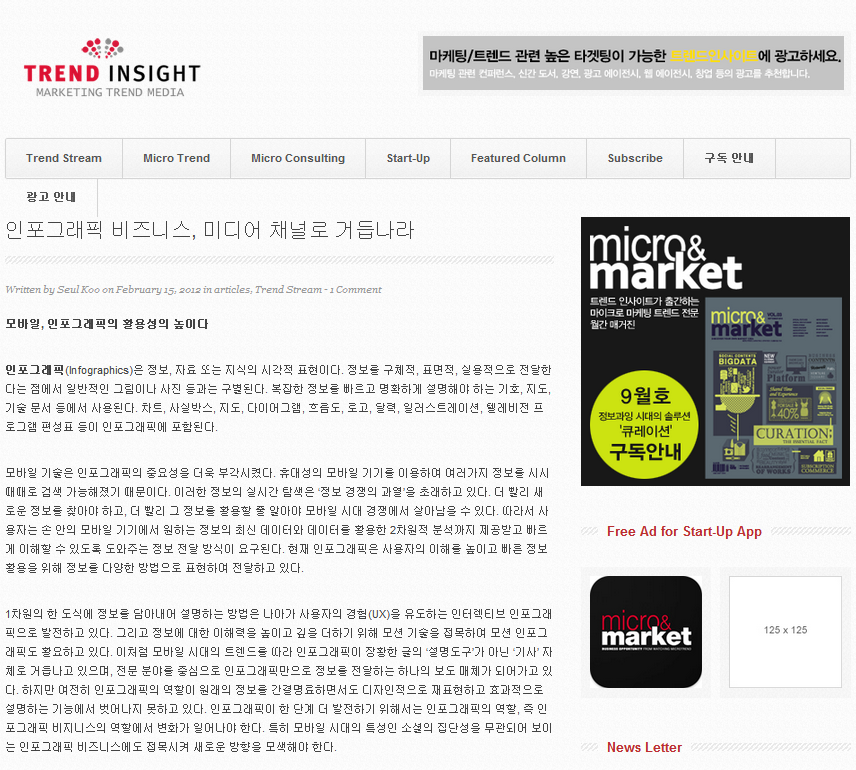 TREND INSIGHT
MARKETING TREND MEDIA
마케팅/트렌드 관련 높은 타겟팅이 가능한 트렌드인사이트에 광고하세요.
마케팅 관련 컨퍼런스, 신간 도서, 강연, 광고 에이전시, 웹 에이전시, 창업 등의 광고를 추천합니다.
Trend Stream
Micro Trend
Micro Consulting
Start-Up
Featured Column
Subscribe
구독 안내
광고 안내
인포그래픽 비즈니스, 미디어 채널로 거듭나라
Written by Seul Koo on February 15, 2012 in articles, Trend Stream - 1 Comment
모바일, 인포그래픽의 활용성의 높이다
인포그래픽(Infographics)은 정보, 자료 또는 지식의 시각적 표현이다. 정보를 구체적, 표면적, 실용적으로 전달한
다는 점에서 일반적인 그림이나 사진 등과는 구별된다. 복잡한 정보를 빠르고 명확하게 설명해야 하는 기호, 지도,
기술 문서 등에서 사용된다. 차트, 사실박스, 지도, 다이어그램, 흐름도, 로고, 달력, 일러스트레이션, 텔레비전 프
로그램 편성표 등이 인포그래픽에 포함된다.
모바일 기술은 인포그래픽의 중요성을 더욱 부각시켰다. 휴대성의 모바일 기기를 이용하여 여러가지 정보를 시시
때때로 검색 가능해졌기 때문이다. 이러한 정보의 실시간 탐색은 ‘정보 경쟁의 과열’을 초래하고 있다. 더 빨리 새
로운 정보를 찾아야 하고, 더 빨리 그 정보를 활용할 줄 알아야 모바일 시대 경쟁에서 살아남을 수 있다. 따라서 사
용자는 손 안의 모바일 기기에서 원하는 정보의 최신 데이터와 데이터를 활용한 2차원적 분석까지 제공받고 빠르
게 이해할 수 있도록 도와주는 정보 전달 방식이 요구된다. 현재 인포그래픽은 사용자의 이해를 높이고 빠른 정보
활용을 위해 정보를 다양한 방법으로 표현하여 전달하고 있다.
1차원의 한 도식에 정보를 담아내어 설명하는 방법은 나아가 사용자의 경험(UX)을 유도하는 인터렉티브 인포그래
픽으로 발전하고 있다. 그리고 정보에 대한 이해력을 높이고 깊을 더하기 위해 모션 기술을 접목하여 모션 인포그
래픽도 활요하고 있다. 이처럼 모바일 시대의 트렌드를 따라 인포그래픽이 장황한 글의 ‘설명도구’가 아닌 ‘기사’ 자
체로 거듭나고 있으며, 전문 분야를 중심으로 인포그래픽만으로 정보를 전달하는 하나의 보도 매체가 되어가고 있
다. 하지만 여전히 인포그래픽의 역할이 원래의 정보를 간결명료하면서도 디자인적으로 재표현하고 효과적으로
설명하는 기능에서 벗어나지 못하고 있다. 인포그래픽이 한 단계 더 발전하기 위해서는 인포그래픽의 역할, 즉 인
포그래픽 비지니스의 역할에서 변화가 일어나야 한다. 특히 모바일 시대의 특성인 소셜의 집단성을 무관되어 보이
는 인포그래픽 비즈니스에도 접목시켜 새로운 방향을 모색해야 한다.
micro&
market
트렌드 인사이트가 출간하는
마이크로 마케팅 트렌드 전문
월간 매거진
micro&
market
SOCIAL CONTENTS
BIGDATA
Platform
FOR SALE
40%
CURATION:
THE ESSENTIAL FACT
9월호
정보과잉 시대의 솔루션
'큐레이션'
구독안내
Free Ad for Start-Up App
micro&
market
BUSINESS OPPORTUNITY FROM WATCHING MICROTREND
125 x 125
News Letter